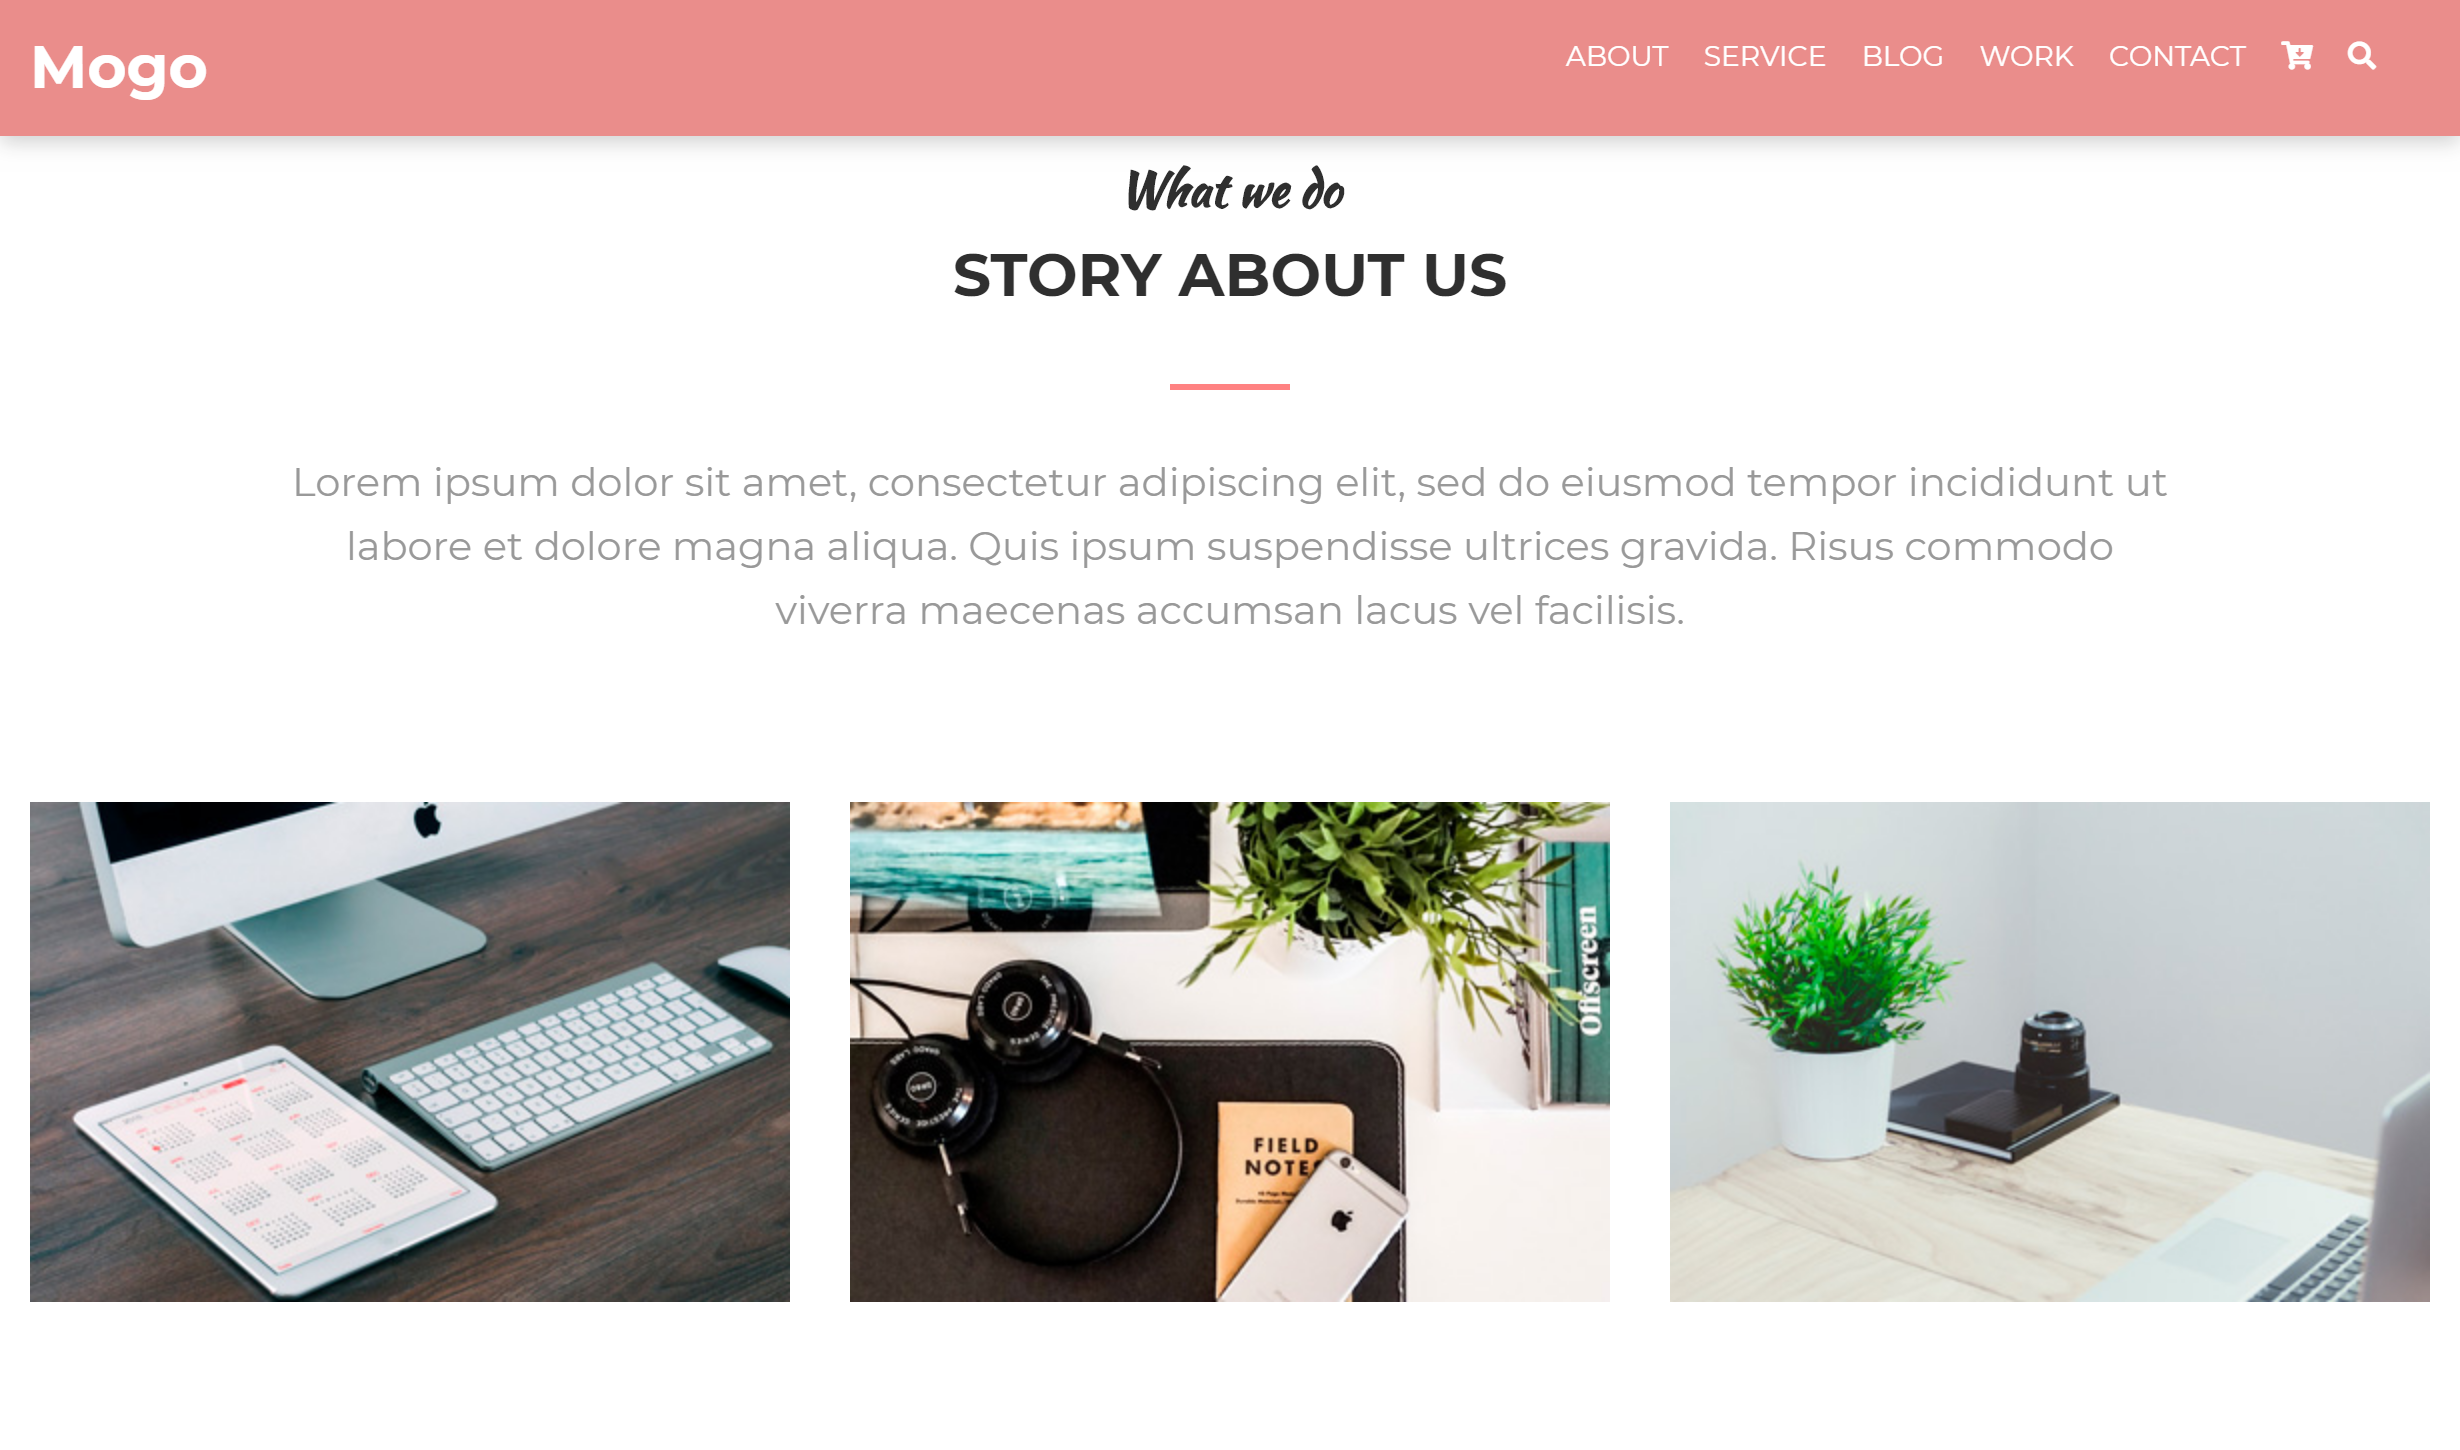 Mogo
ABOUT SERVICE BLOG WORK CONTACT
What we do
STORY ABOUT US
Lorem ipsum dolor sit amet, consectetur adipiscing elit, sed do eiusmod tempor incididunt ut
labore et dolore magna aliqua. Quis ipsum suspendisse ultrices gravida. Risus commodo
viverra maecenas accumsan lacus vel facilisis.
Offscreen
FIELD